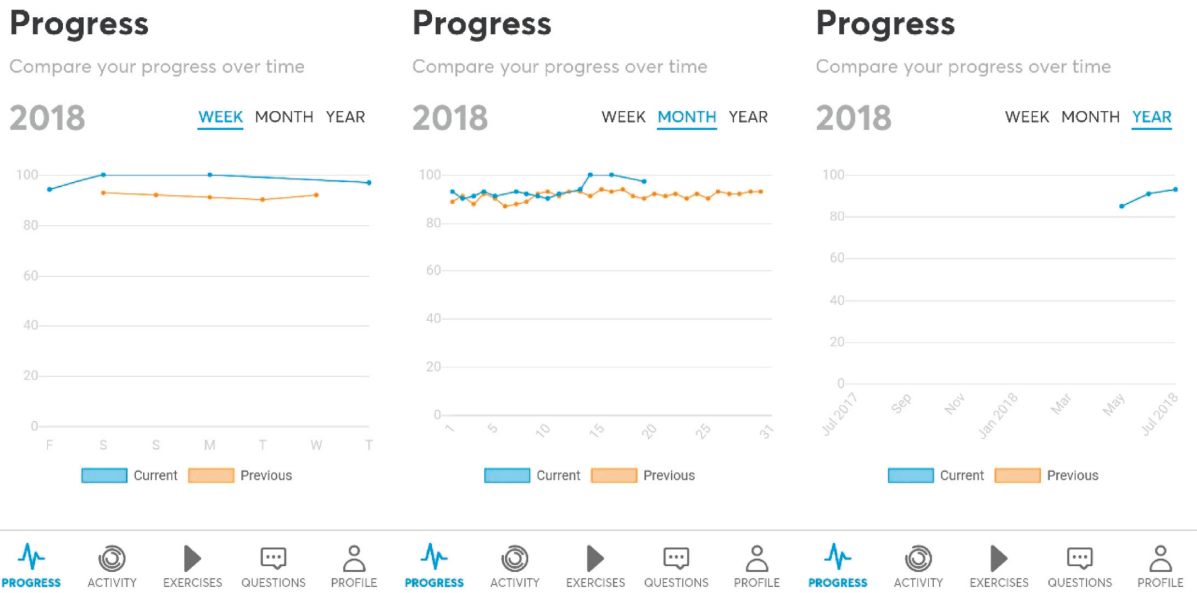 Progress
Compare your progress over time
2018 WEEK MONTH YEAR
100
80
60
40
20
0
F S S M T W T
Current Previous
PROGRESS ACTIVITY EXERCISES QUESTIONS PROFILE
Progress
Compare your progress over time
2018 WEEK MONTH YEAR
100
80
60
40
20
0
1 5 10 15 20 25 31
Current Previous
PROGRESS ACTIVITY EXERCISES QUESTIONS PROFILE
Progress
Compare your progress over time
2018 WEEK MONTH YEAR
100
80
60
40
20
0
Jul 2017 Sep Nov Jan 2018 Mar May Jul 2018
Current Previous
PROGRESS ACTIVITY EXERCISES QUESTIONS PROFILE